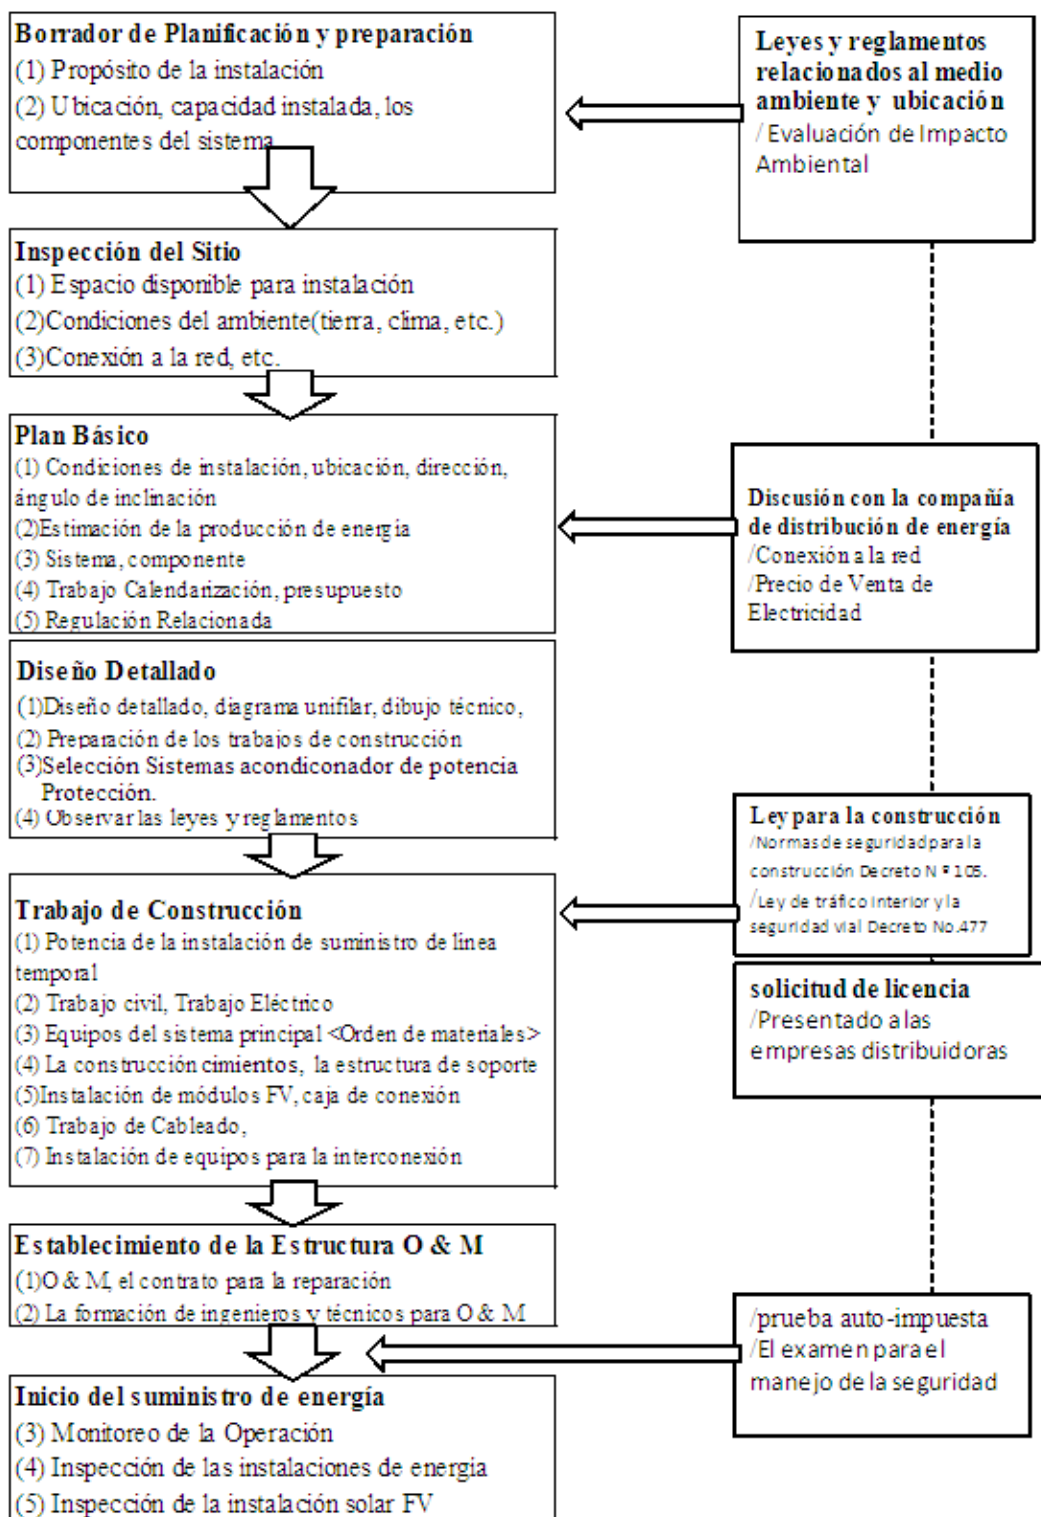 Borrador de Planificación y preparación
(1) Propósito de la instalación
(2) Ubicación, capacidad instalada, los
componentes del sistema
Leyes y reglamentos
relacionados al medio
ambiente y ubicación
/ Evaluación de Impacto
Ambiental
Inspección del Sitio
(1) Espacio disponible para instalación
(2)Condiciones del ambiente(tierra, clima, etc.)
(3)Conexión a la red, etc.
Plan Básico
(1) Condiciones de instalación, ubicación, dirección,
ángulo de inclinación
(2)Estimación de la producción de energía
(3) Sistema, componente
(4) Trabajo Calendarización, presupuesto
(5) Regulación Relacionada
Discusión con la compañía
de distribución de energía
/Conexión a la red
/Precio de Venta de
Electricidad
Diseño Detallado
(1)Diseño detallado, diagrama unifilar, dibujo técnico,
(2) Preparación de los trabajos de construcción
(3)Selección Sistemas acondiconador de potencia
Protección.
(4) Observar las leyes y reglamentos
Ley para la construcción
/Normas de seguridad para la
construcción Decreto N º 105.
/Ley de tráfico interior y la
seguridad vial Decreto No.477
Trabajo de Construcción
(1) Potencia de la instalación de suministro de línea
temporal
(2) Trabajo civil, Trabajo Eléctrico
(3) Equipos del sistema principal <Orden de materiales>
(4) La construcción cimientos, la estructura de soporte
(5)Instalación de módulos FV, caja de conexión
(6) Trabajo de Cableado,
(7) Instalación de equipos para la interconexión
solicitud de licencia
/Presentado a las
empresas distribuidoras
Establecimiento de la Estructura O & M
(1)O & M, el contrato para la reparación
(2) La formación de ingenieros y técnicos para O & M
/prueba auto-impuesta
/El examen para el
manejo de la seguridad
Inicio del suministro de energía
(3) Monitoreo de la Operación
(4) Inspección de las instalaciones de energía
(5) Inspección de la instalación solar FV